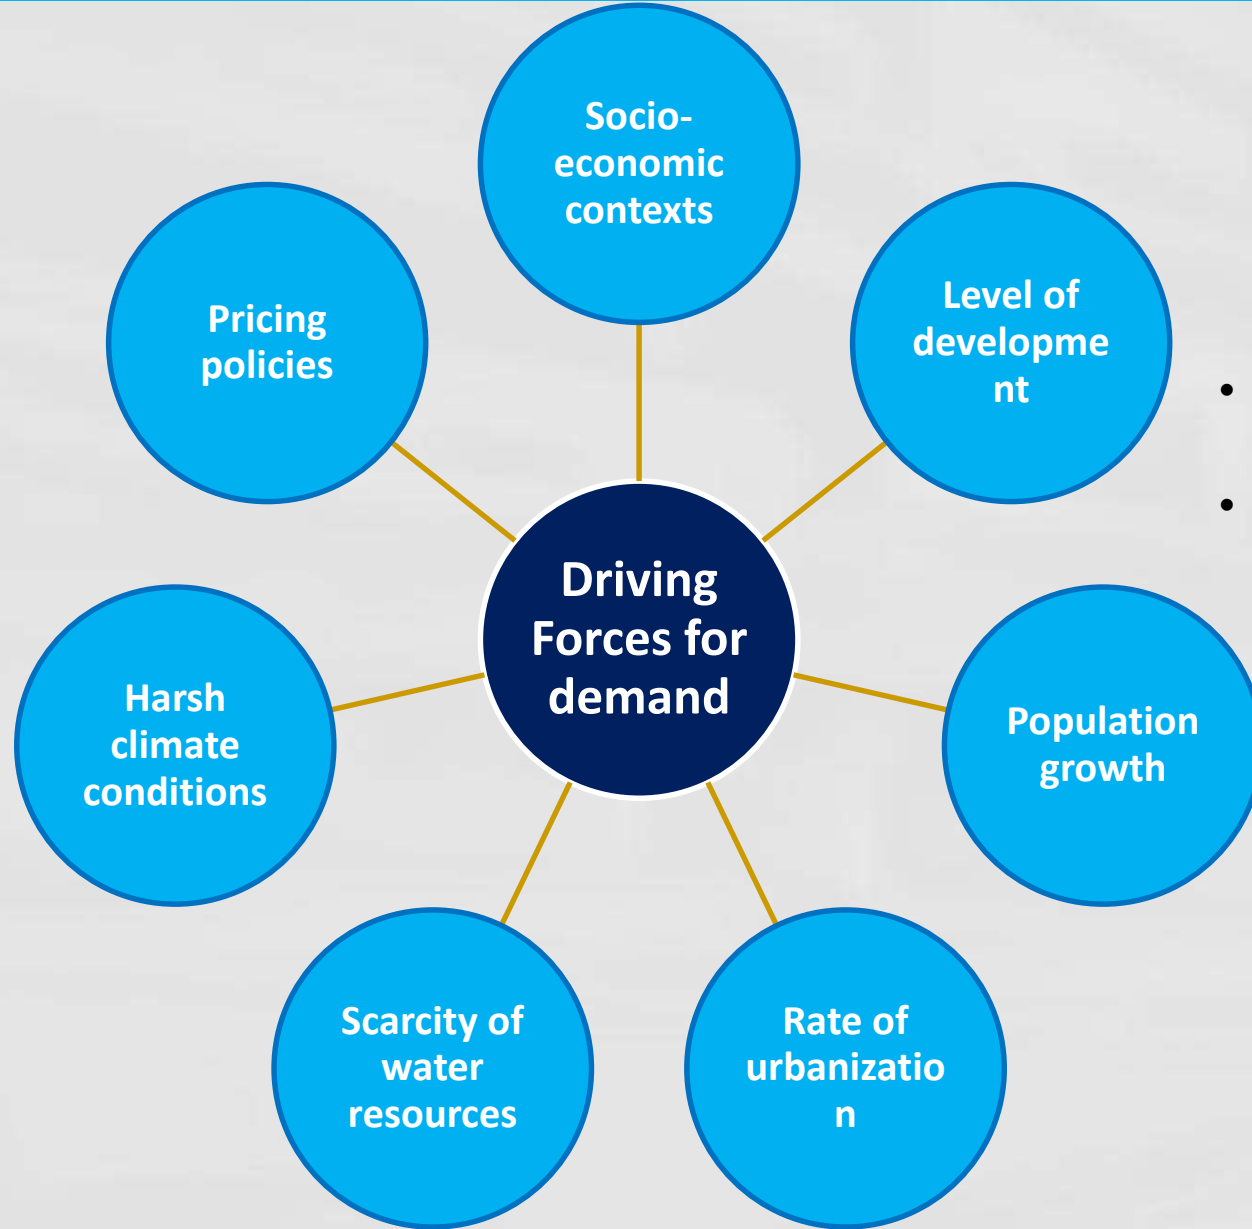 Socio-
economic
contexts
Level of
developme
nt
Population
growth
Rate of
urbanizatio
n
Scarcity of
water
resources
Harsh
climate
conditions
Pricing
policies
Driving
Forces for
demand
•
•